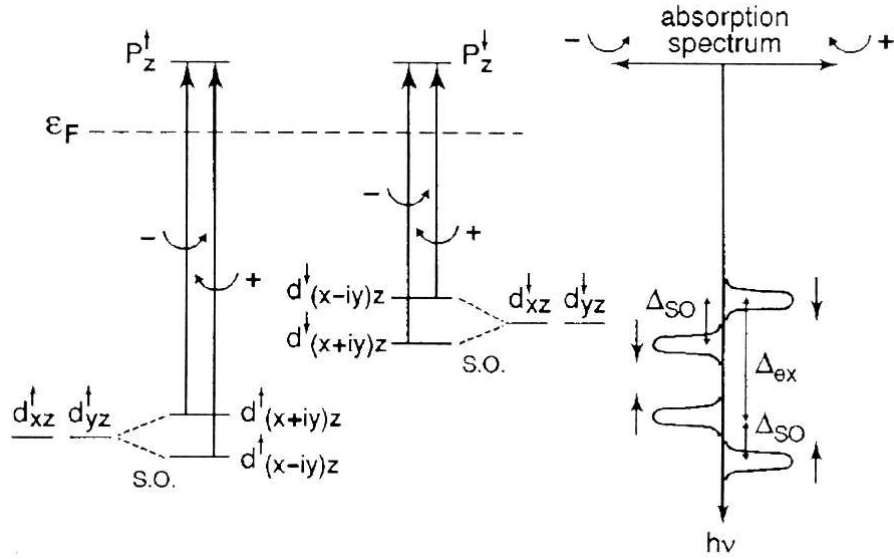 absorption
spectrum
− +
P↑z P↓z
εF
− +
− +
d↓(x−iy)z
d↓xz d↓yz
d↓(x+iy)z
S.O.
d↑xz d↑yz
d↑(x+iy)z
d↑(x−iy)z
S.O.
ΔSO
↓
↓
Δex
↑
ΔSO
↑
hν